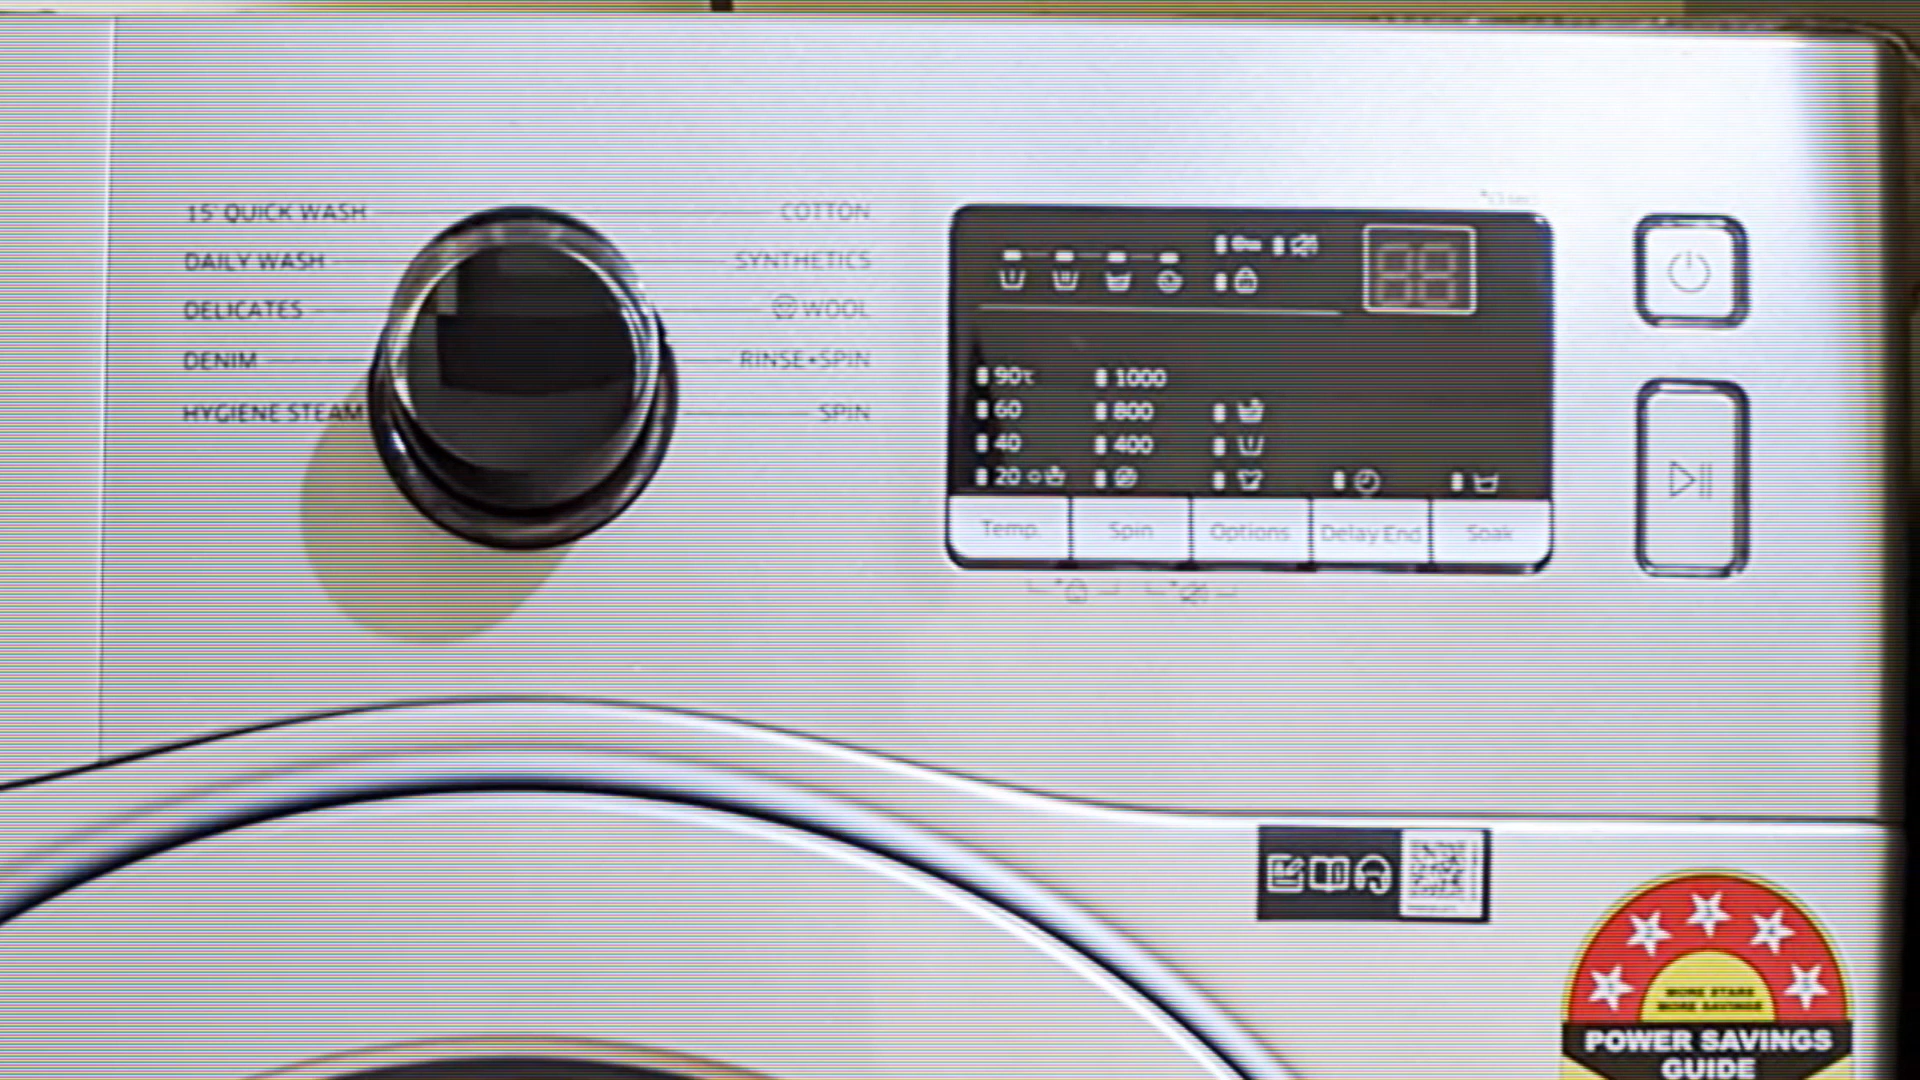 15' QUICK WASH
COTTON
DAILY WASH
SYNTHETICS
DELICATES
WOOL
DENIM
RINSE+SPIN
HYGIENE STEAM
SPIN
88
90℃
1000
60
800
40
400
20
Temp.
Spin
Options
Delay End
Soak
MORE STARS
MORE SAVINGS
POWER SAVINGS
GUIDE